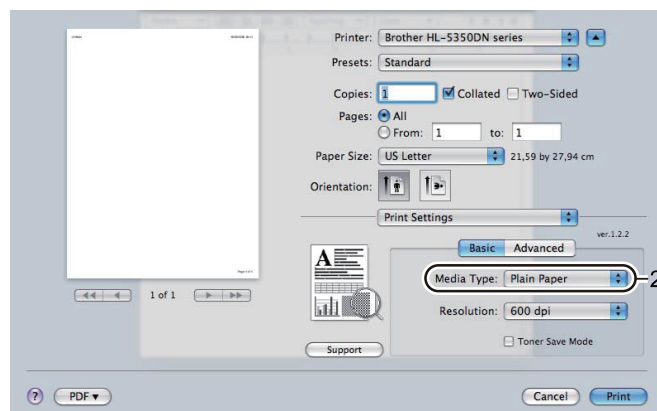 Printer: Brother HL-5350DN series
Presets: Standard
Copies: 1 Collated Two-Sided
Pages: All
From: 1 to: 1
Paper Size: US Letter 21,59 by 27,94 cm
Orientation:
Print Settings
ver.1.2.2
Basic Advanced
Media Type: Plain Paper 2
Resolution: 600 dpi
Toner Save Mode
A
1 of 1
Support
? PDF▼ Cancel Print